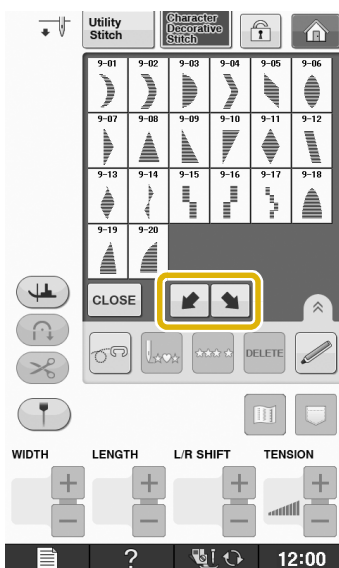 Utility
Stitch
Character
Decorative
Stitch
9-01 9-02 9-03 9-04 9-05 9-06
9-07 9-08 9-09 9-10 9-11 9-12
9-13 9-14 9-15 9-16 9-17 9-18
9-19 9-20
CLOSE
DELETE
WIDTH LENGTH L/R SHIFT TENSION
+ + + +
− − − −
? 12:00